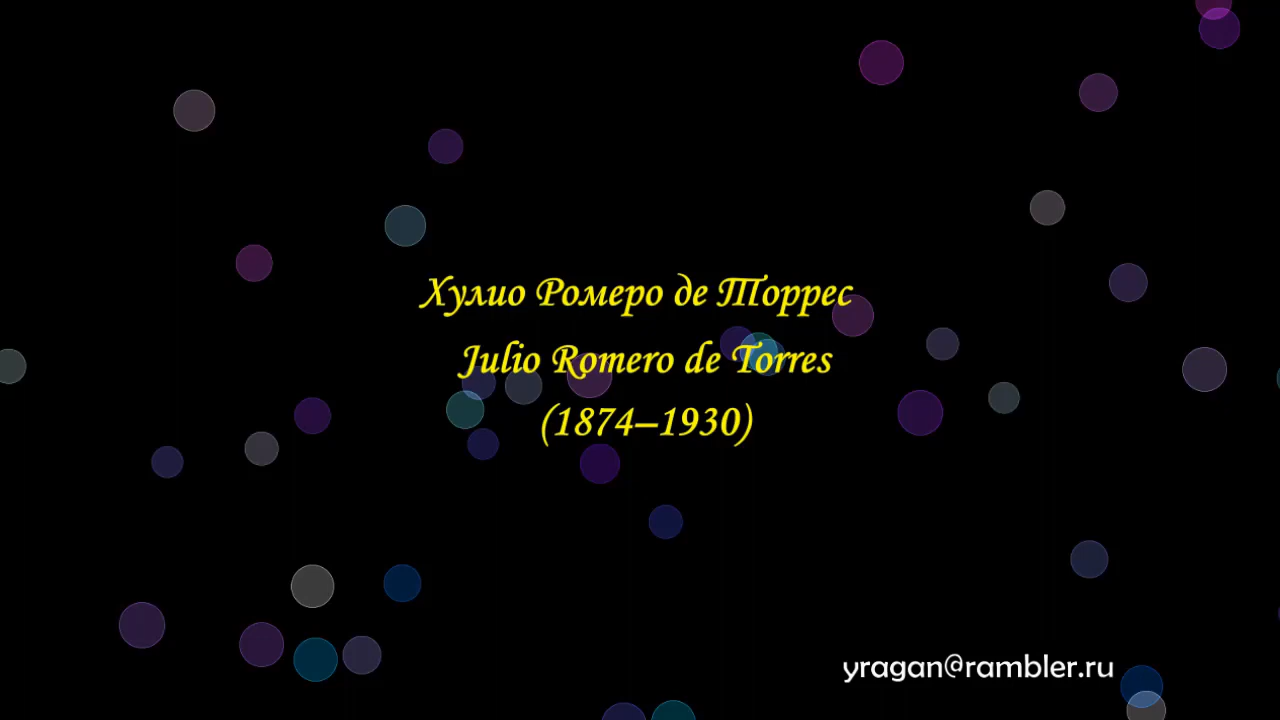 Хулио Ромеро де Торрес
Julio Romero de Torres
(1874–1930)
yragan@rambler.ru